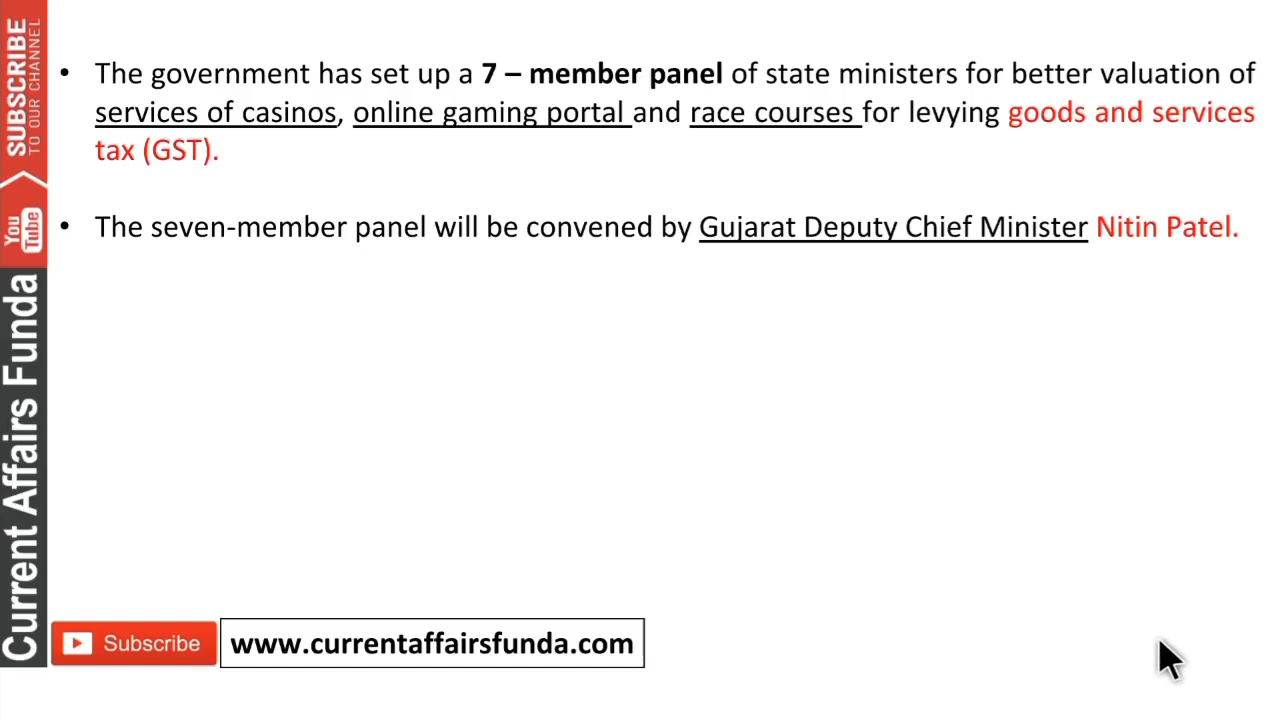 • The government has set up a 7 – member panel of state ministers for better valuation of
services of casinos, online gaming portal and race courses for levying goods and services
tax (GST).
• The seven-member panel will be convened by Gujarat Deputy Chief Minister Nitin Patel.
SUBSCRIBE
TO OUR CHANNEL
You
Tube
Current Affairs Funda
Subscribe
www.currentaffairsfunda.com